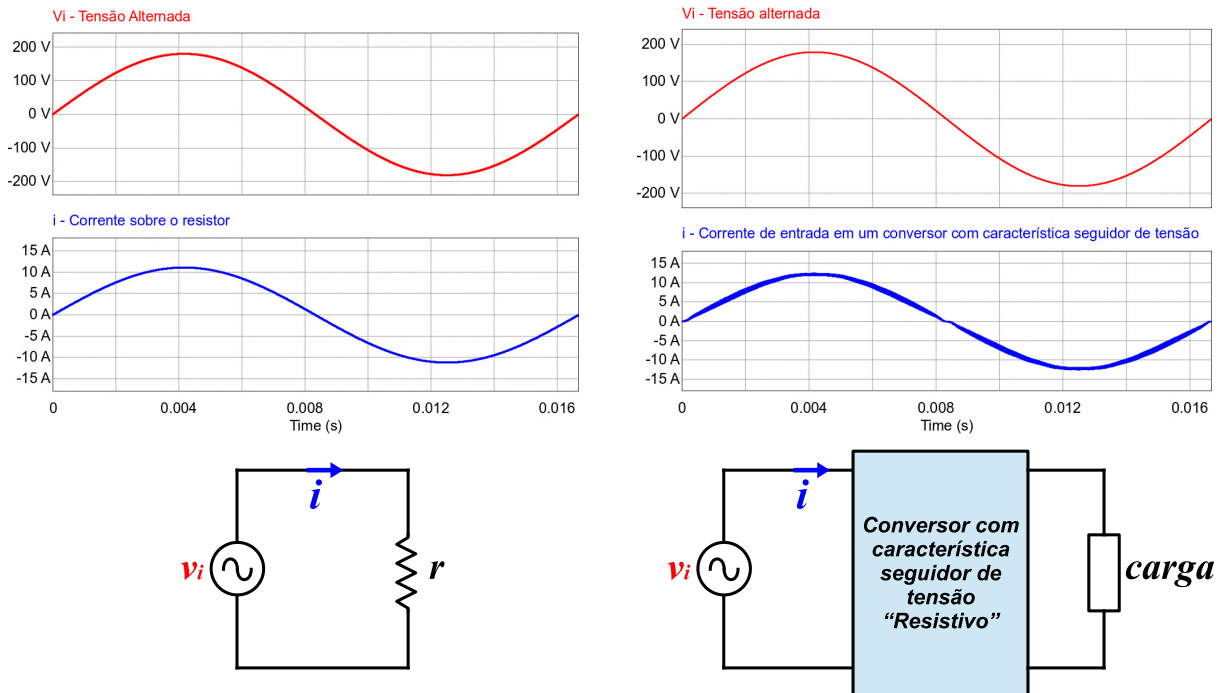 Vi - Tensão Alternada
200 V
100 V
0 V
-100 V
-200 V
i - Corrente sobre o resistor
15 A
10 A
5 A
0 A
-5 A
-10 A
-15 A
0
0.004
0.008
0.012
0.016
Time (s)
i
vi
r
Vi - Tensão alternada
200 V
100 V
0 V
-100 V
-200 V
i - Corrente de entrada em um conversor com característica seguidor de tensão
15 A
10 A
5 A
0 A
-5 A
-10 A
-15 A
0
0.004
0.008
0.012
0.016
Time (s)
i
vi
Conversor com
característica
seguidor de
tensão
“Resistivo”
carga